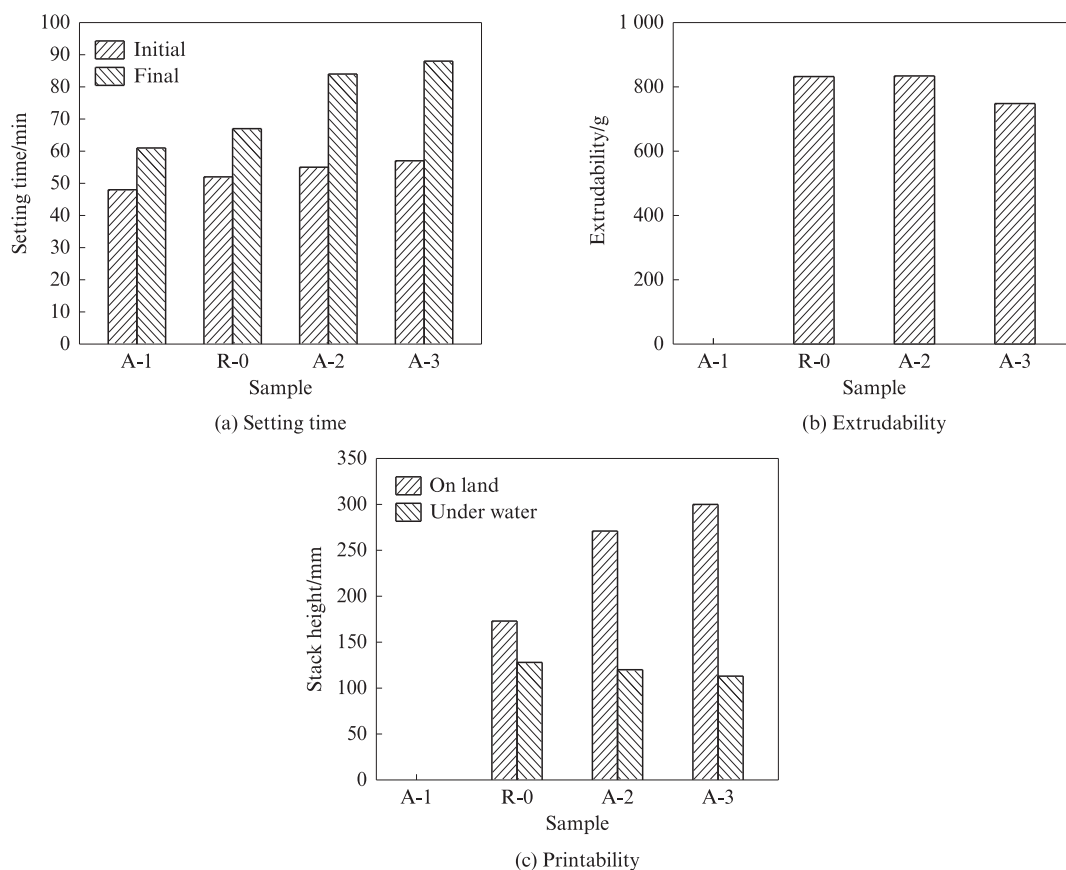 100
90
80
70
60
50
40
30
20
10
0
Setting time/min
Initial
Final
A-1 R-0 A-2 A-3
Sample
(a) Setting time
1 000
800
600
400
200
0
Extrudability/g
A-1 R-0 A-2 A-3
Sample
(b) Extrudability
350
300
250
200
150
100
50
0
Stack height/mm
On land
Under water
A-1 R-0 A-2 A-3
Sample
(c) Printability